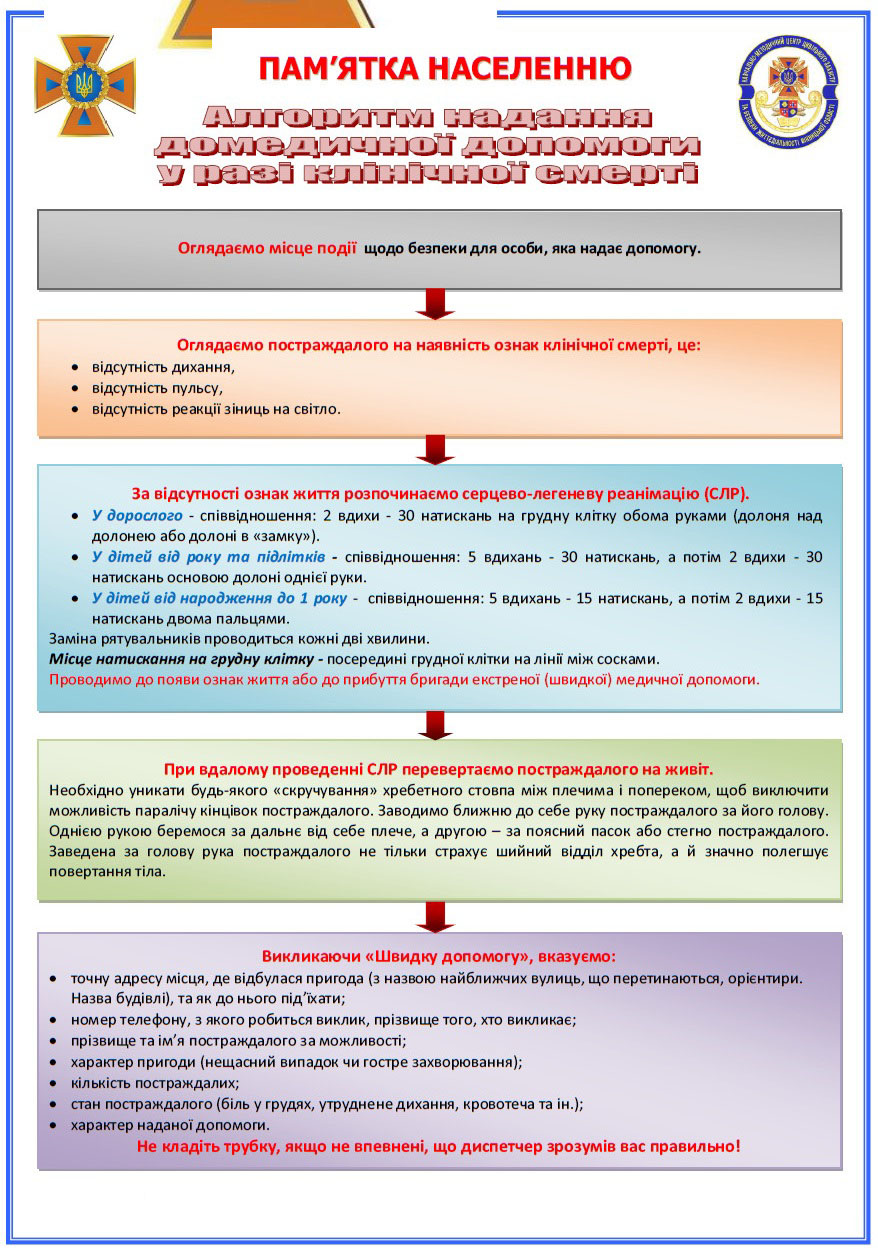 ПАМ’ЯТКА НАСЕЛЕННЮ
НАВЧАЛЬНО-МЕТОДИЧНИЙ ЦЕНТР ЦИВІЛЬНОГО ЗАХИСТУ
ТА БЕЗПЕКИ ЖИТТЄДІЯЛЬНОСТІ ВІННИЦЬКОЇ ОБЛАСТІ
Алгоритм надання
домедичної допомоги
у разі клінічної смерті
Оглядаємо місце події щодо безпеки для особи, яка надає допомогу.
Оглядаємо постраждалого на наявність ознак клінічної смерті, це:
• відсутність дихання,
• відсутність пульсу,
• відсутність реакції зіниць на світло.
За відсутності ознак життя розпочинаємо серцево-легеневу реанімацію (СЛР).
• У дорослого - співвідношення: 2 вдихи - 30 натискань на грудну клітку обома руками (долоня над
долонею або долоні в «замку»).
• У дітей від року та підлітків - співвідношення: 5 вдихань - 30 натискань, а потім 2 вдихи - 30
натискань основою долоні однієї руки.
• У дітей від народження до 1 року - співвідношення: 5 вдихань - 15 натискань, а потім 2 вдихи - 15
натискань двома пальцями.
Заміна рятувальників проводиться кожні дві хвилини.
Місце натискання на грудну клітку - посередині грудної клітки на лінії між сосками.
Проводимо до появи ознак життя або до прибуття бригади екстреної (швидкої) медичної допомоги.
При вдалому проведенні СЛР перевертаємо постраждалого на живіт.
Необхідно уникати будь-якого «скручування» хребетного стовпа між плечима і попереком, щоб виключити
можливість паралічу кінцівок постраждалого. Заводимо ближню до себе руку постраждалого за його голову.
Однією рукою беремося за дальнє від себе плече, а другою – за поясний пасок або стегно постраждалого.
Заведена за голову рука постраждалого не тільки страхує шийний відділ хребта, а й значно полегшує
повертання тіла.
Викликаючи «Швидку допомогу», вказуємо:
• точну адресу місця, де відбулася пригода (з назвою найближчих вулиць, що перетинаються, орієнтири.
Назва будівлі), та як до нього під’їхати;
• номер телефону, з якого робиться виклик, прізвище того, хто викликає;
• прізвище та ім’я постраждалого за можливості;
• характер пригоди (нещасний випадок чи гостре захворювання);
• кількість постраждалих;
• стан постраждалого (біль у грудях, утруднене дихання, кровотеча та ін.);
• характер наданої допомоги.
Не кладіть трубку, якщо не впевнені, що диспетчер зрозумів вас правильно!